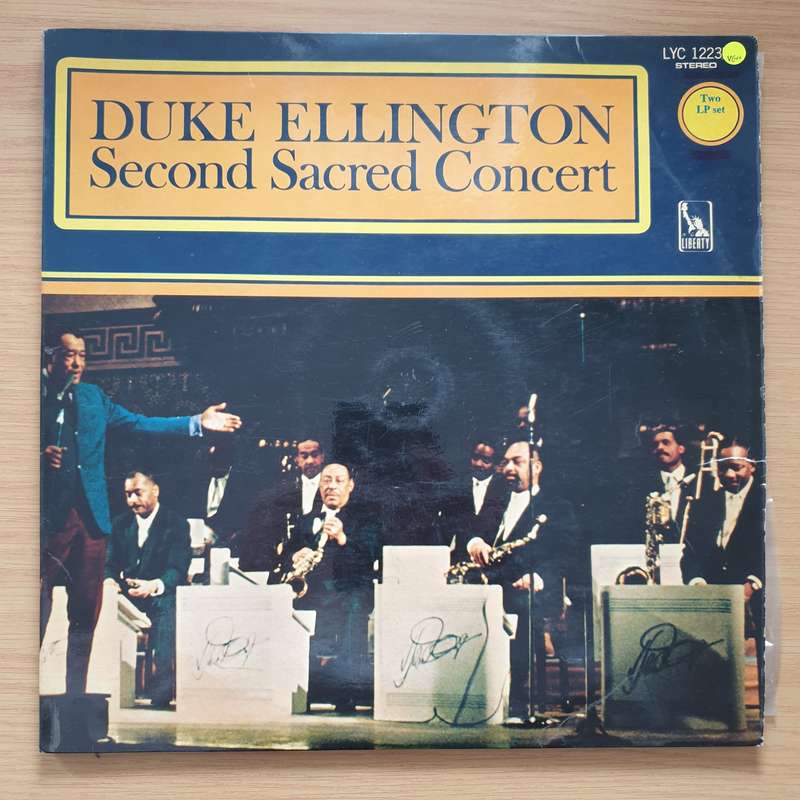 LYC 1223
STEREO
Two
LP set
DUKE ELLINGTON
Second Sacred Concert
LIBERTY